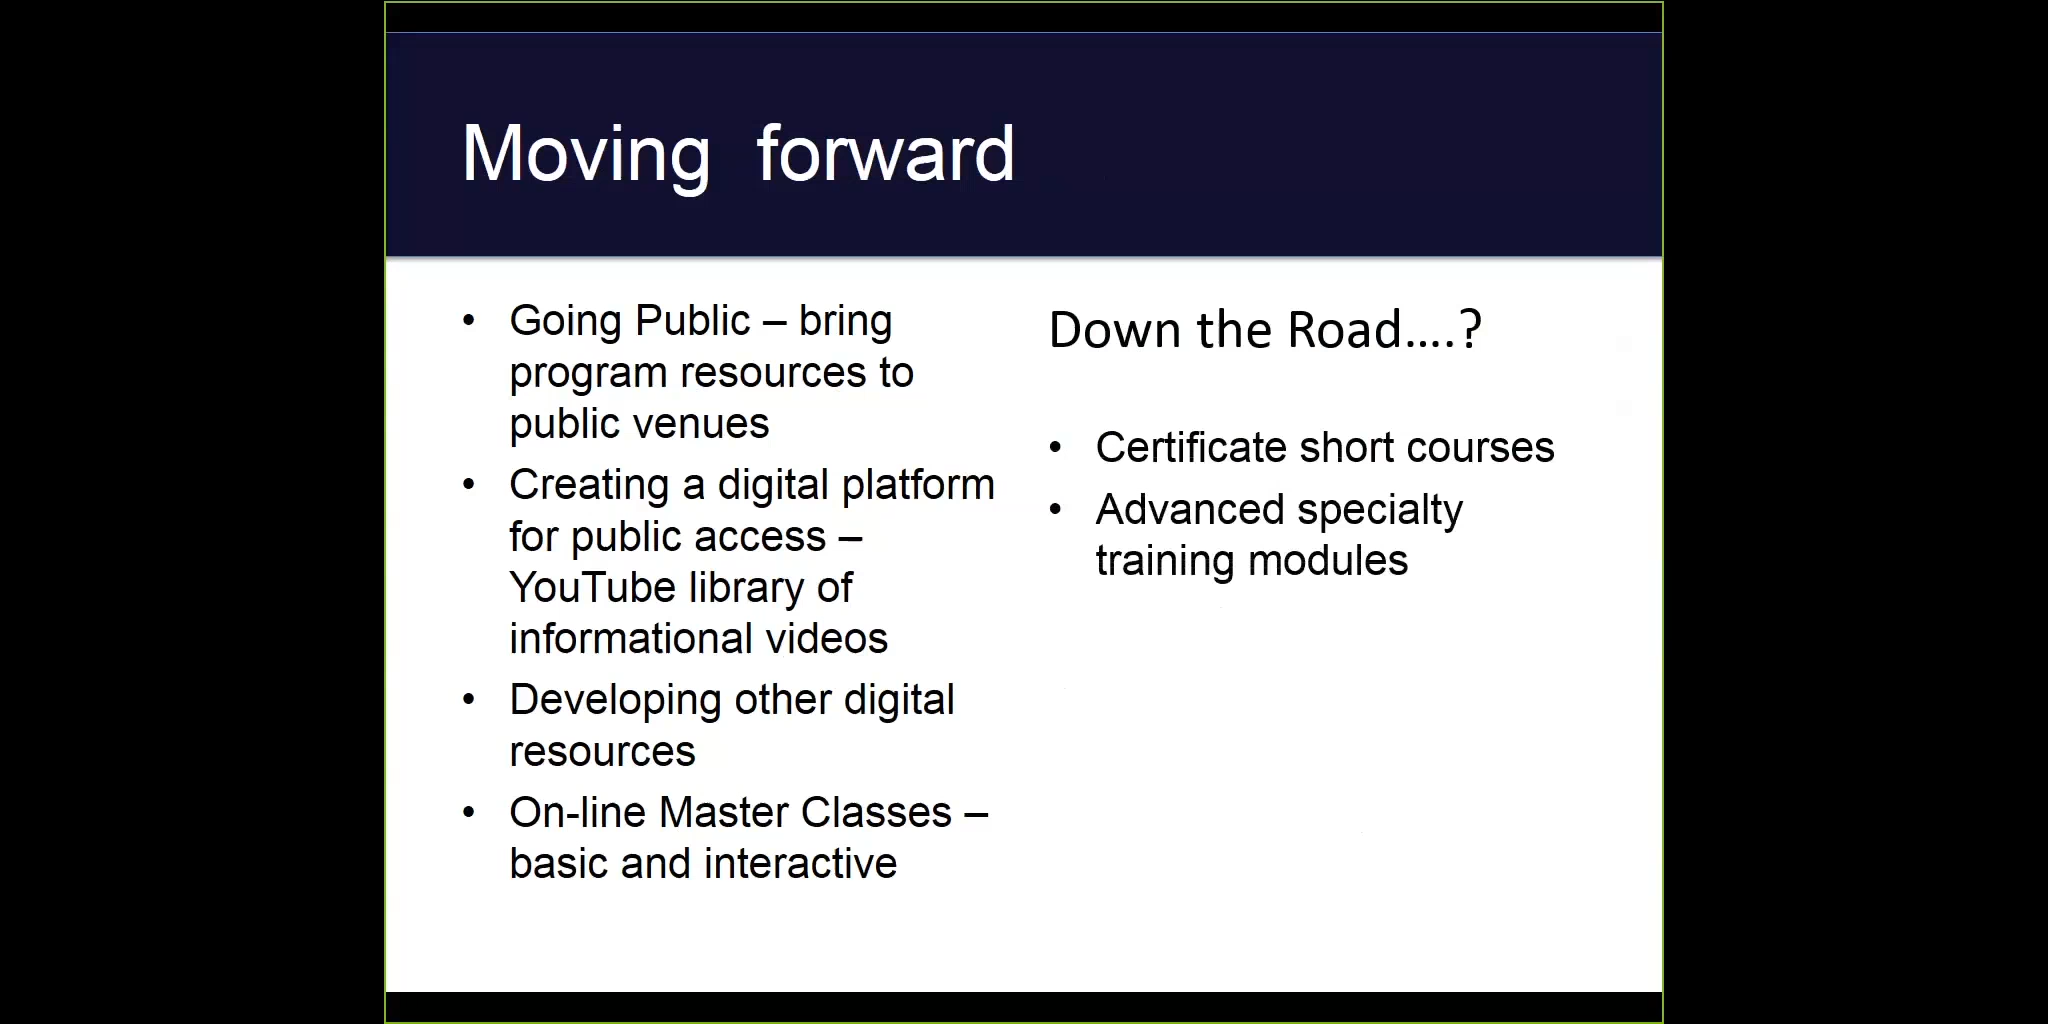 Moving  forward
Going Public – bring
program resources to
public venues
Creating a digital platform
for public access –
YouTube library of
informational videos
Developing other digital
resources
On-line Master Classes –
basic and interactive
Down the Road....?
Certificate short courses
Advanced specialty
training modules